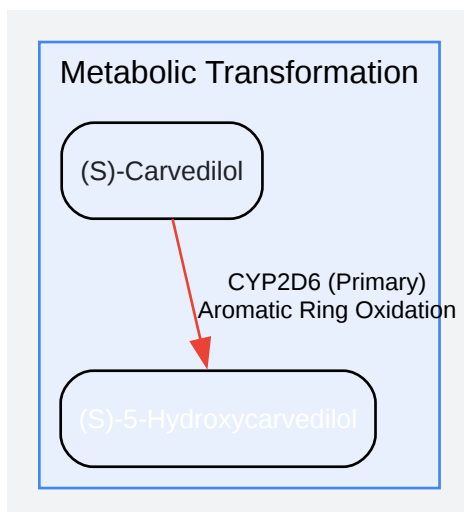 Metabolic Transformation
(S)-Carvedilol
CYP2D6 (Primary)
Aromatic Ring Oxidation
(S)-5-Hydroxycarvedilol